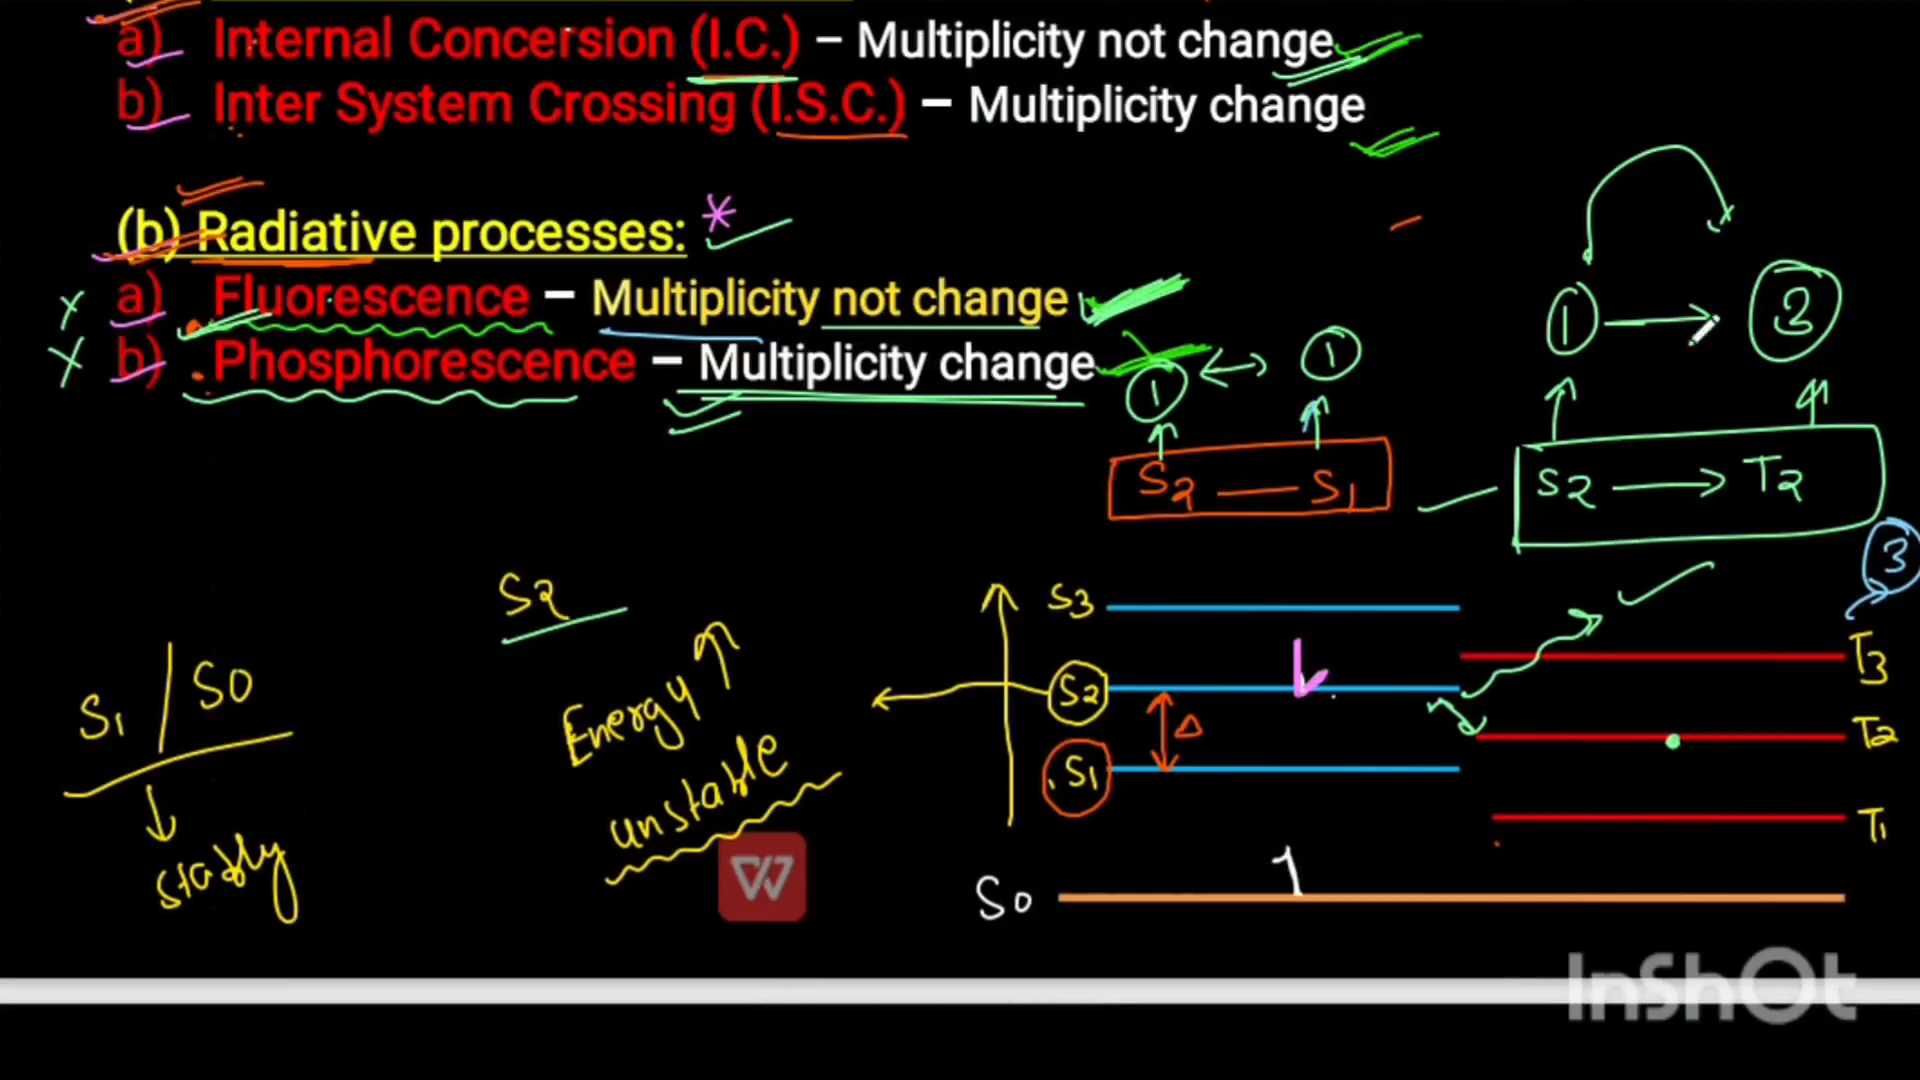 a) Internal Concersion (I.C.) – Multiplicity not change
b) Inter System Crossing (I.S.C.) – Multiplicity change
(b) Radiative processes: *
a) Fluorescence – Multiplicity not change
b) Phosphorescence – Multiplicity change
1 ↔ 1
1 → 3
S2 — S1
S2 → T2
3
S2
S3
T3
S1 / S0
Energy ↑
S2
Δ
T2
unstable
S1
T1
stably
S0
InShOt